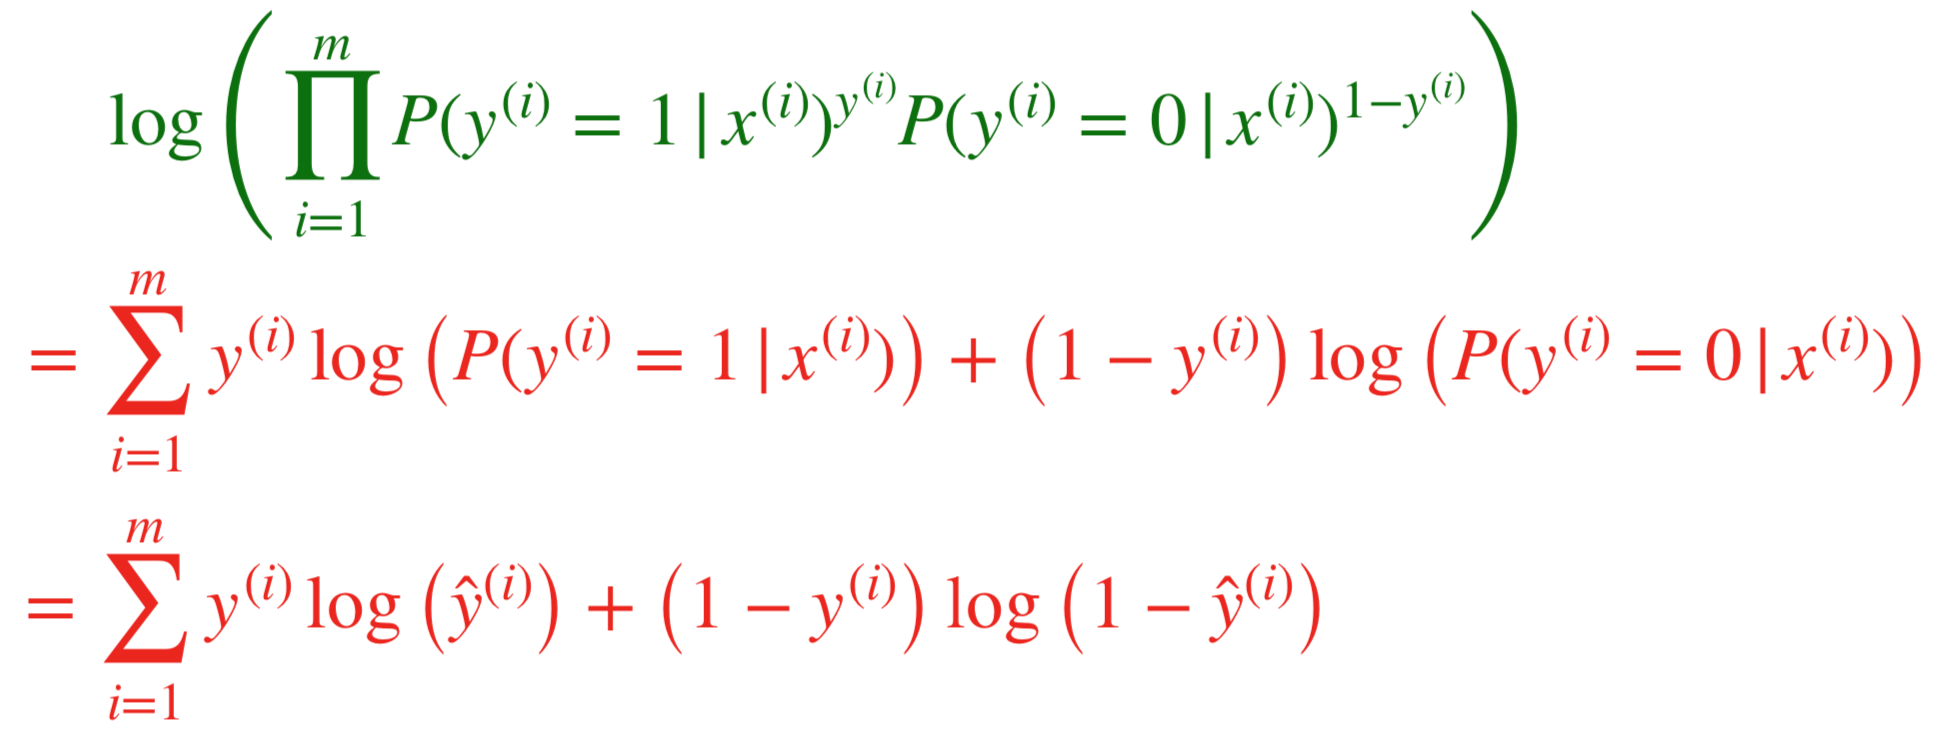 log ( ∏_{i=1}^{m} P(y^{(i)} = 1 | x^{(i)})^{y^{(i)}} P(y^{(i)} = 0 | x^{(i)})^{1−y^{(i)}} )
= ∑_{i=1}^{m} y^{(i)} log (P(y^{(i)} = 1 | x^{(i)})) + (1 − y^{(i)}) log (P(y^{(i)} = 0 | x^{(i)}))
= ∑_{i=1}^{m} y^{(i)} log (ŷ^{(i)}) + (1 − y^{(i)}) log (1 − ŷ^{(i)})